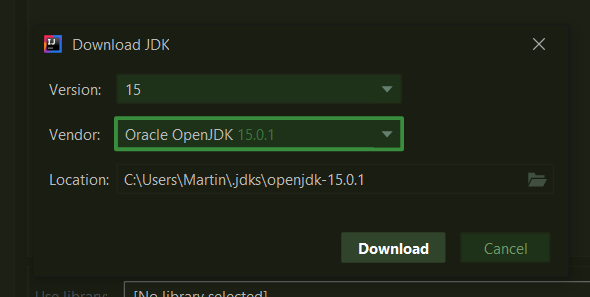 IJ
Download JDK
Version: 15
Vendor: Oracle OpenJDK 15.0.1
Location: C:\Users\Martin\.jdks\openjdk-15.0.1
Download Cancel
Use library: [No library selected]